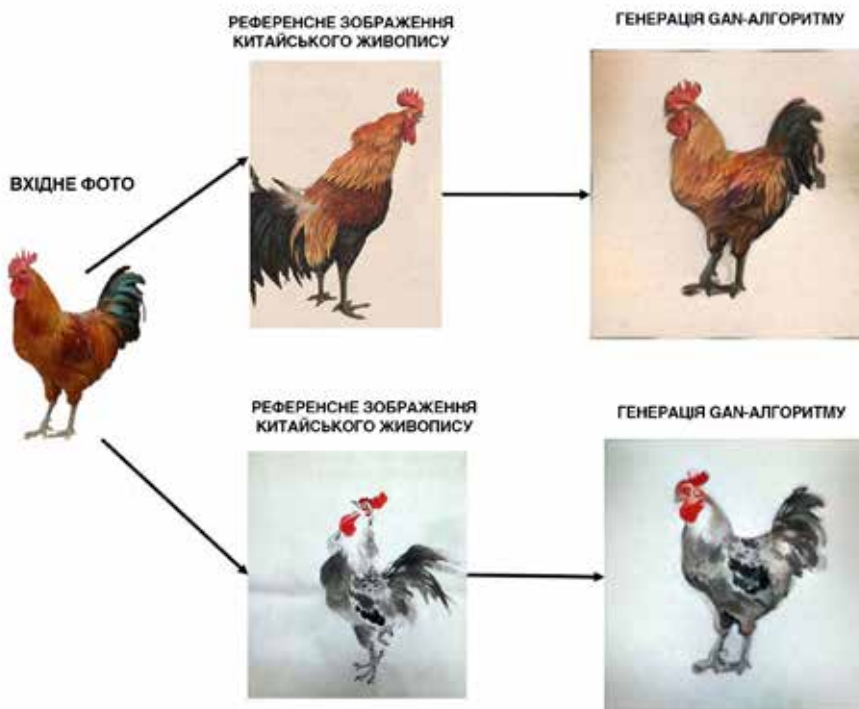 РЕФЕРЕНСНЕ ЗОБРАЖЕННЯ
КИТАЙСЬКОГО ЖИВОПИСУ
ГЕНЕРАЦІЯ GAN-АЛГОРИТМУ
ВХІДНЕ ФОТО
РЕФЕРЕНСНЕ ЗОБРАЖЕННЯ
КИТАЙСЬКОГО ЖИВОПИСУ
ГЕНЕРАЦІЯ GAN-АЛГОРИТМУ